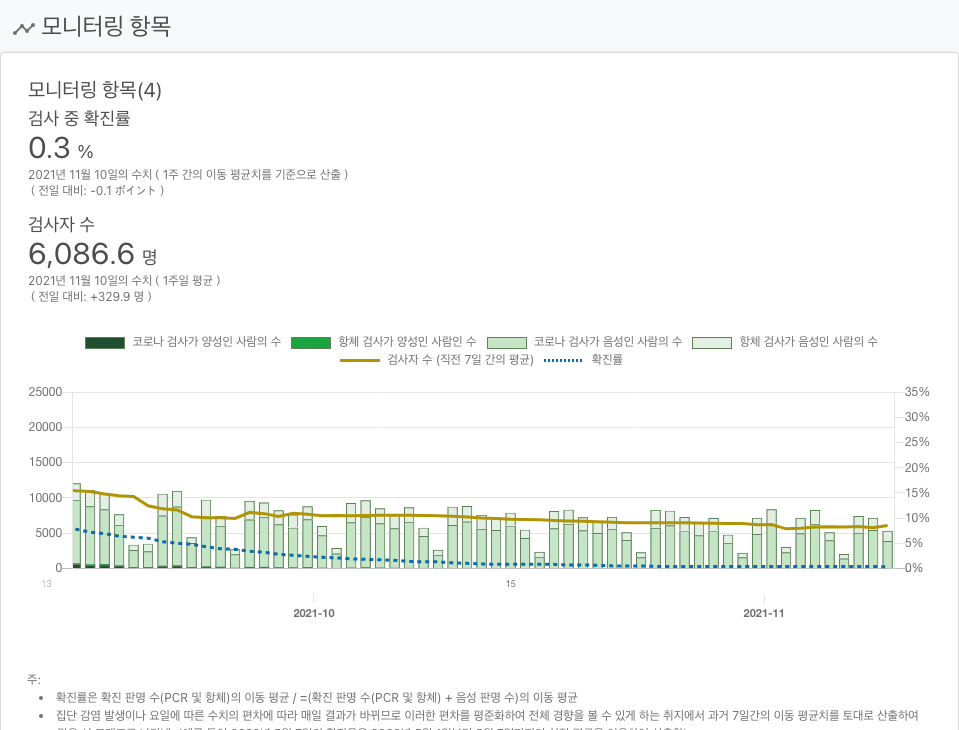 모니터링 항목
모니터링 항목(4)
검사 중 확진률
0.3 %
2021년 11월 10일의 수치 ( 1주 간의 이동 평균치를 기준으로 산출 )
( 전일 대비: -0.1 ポイント )
검사자 수
6,086.6 명
2021년 11월 10일의 수치 ( 1주일 평균 )
( 전일 대비: +329.9 명 )
코로나 검사가 양성인 사람의 수 항체 검사가 양성인 사람인 수 코로나 검사가 음성인 사람의 수 항체 검사가 음성인 사람의 수
검사자 수 (직전 7일 간의 평균) 확진률
25000 35%
30%
20000
25%
15000
20%
10000 15%
10%
5000
5%
0 0%
13 15
2021-10 2021-11
주:
• 확진률은 확진 판명 수(PCR 및 항체)의 이동 평균 / =(확진 판명 수(PCR 및 항체) + 음성 판명 수)의 이동 평균
• 집단 감염 발생이나 요일에 따른 수치의 편차에 따라 매일 결과가 바뀌므로 이러한 편차를 평준화하여 전체 경향을 볼 수 있게 하는 취지에서 과거 7일간의 이동 평균치를 토대로 산출하여